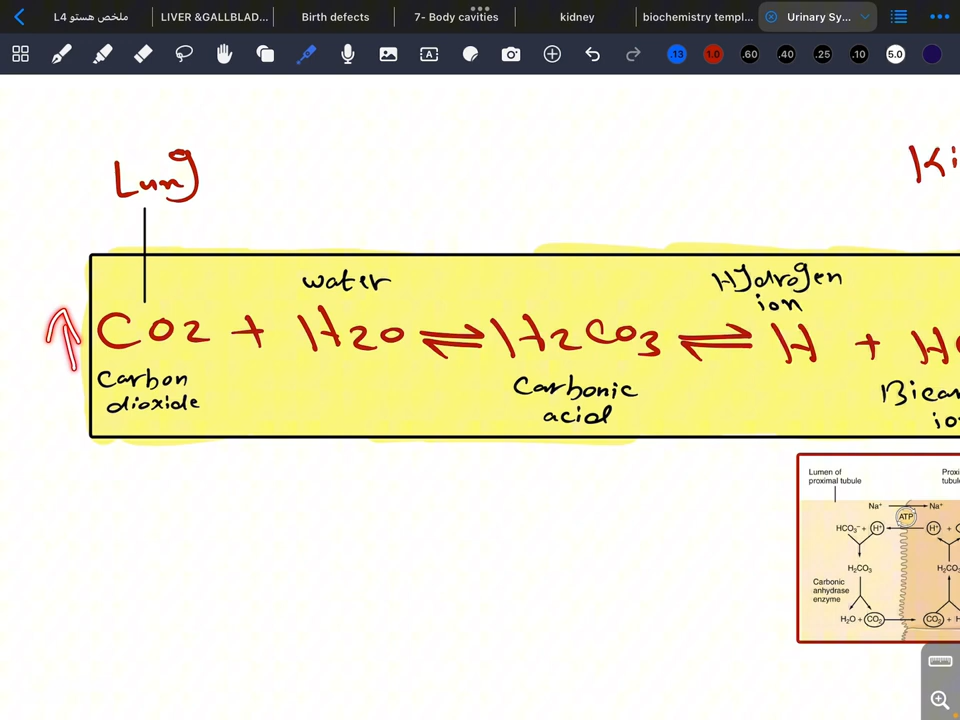 ملخص هستو L4
LIVER &GALLBLAD...
Birth defects
7- Body cavities
kidney
biochemistry templ...
Urinary Sy...
13
1.0
.60
.40
.25
.10
5.0
Lung
Ki
water
Hydrogen
ion
CO2 + H2O ⇌ H2CO3 ⇌ H + HC
Carbon
dioxide
Carbonic
acid
Bicar
io
Lumen of
proximal tubule
Proxi
tubul
Na⁺
Na⁺
ATP
HCO₃⁻ + H⁺
H⁺ +
H₂CO₃
H₂CO₃
Carbonic
anhydrase
enzyme
H₂O + CO₂
CO₂ + H